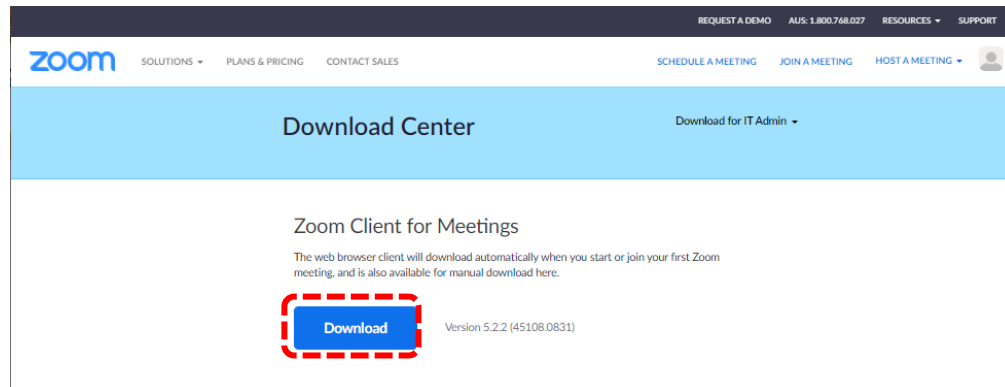 REQUEST A DEMO AUS: 1.800.768.027 RESOURCES SUPPORT
zoom SOLUTIONS PLANS & PRICING CONTACT SALES SCHEDULE A MEETING JOIN A MEETING HOST A MEETING
Download Center Download for IT Admin
Zoom Client for Meetings
The web browser client will download automatically when you start or join your first Zoom
meeting, and is also available for manual download here.
Download Version 5.2.2 (45108.0831)